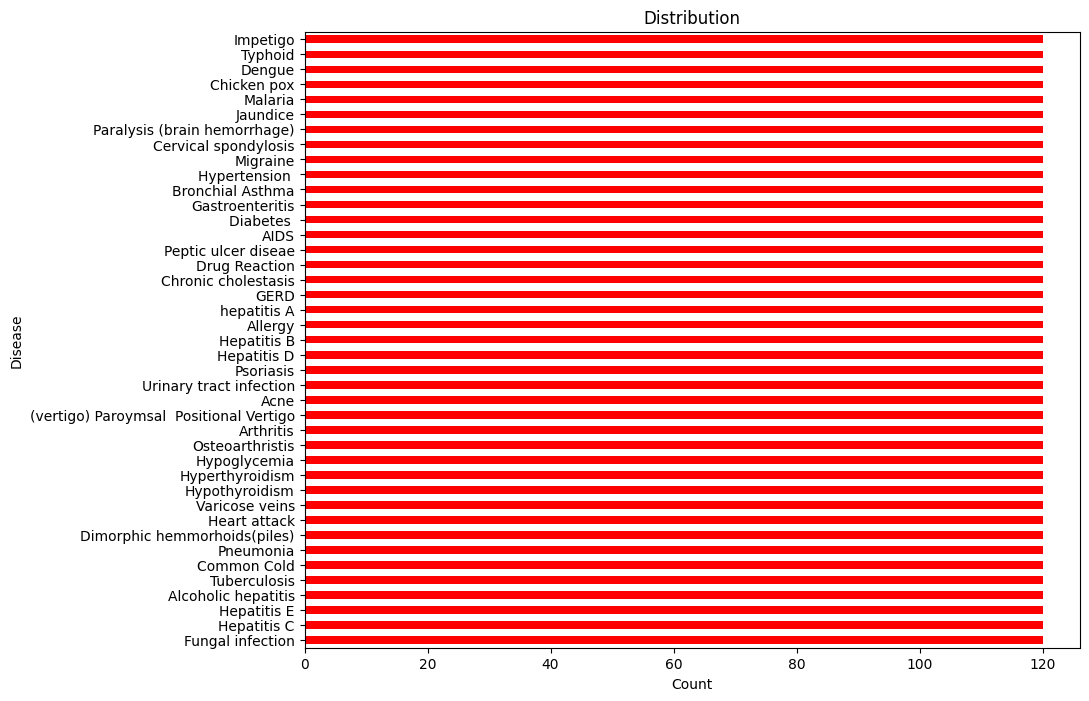 Distribution
Impetigo
Typhoid
Dengue
Chicken pox
Malaria
Jaundice
Paralysis (brain hemorrhage)
Cervical spondylosis
Migraine
Hypertension
Bronchial Asthma
Gastroenteritis
Diabetes
AIDS
Peptic ulcer diseae
Drug Reaction
Chronic cholestasis
GERD
hepatitis A
Allergy
Hepatitis B
Hepatitis D
Psoriasis
Urinary tract infection
Acne
(vertigo) Paroymsal  Positional Vertigo
Arthritis
Osteoarthristis
Hypoglycemia
Hyperthyroidism
Hypothyroidism
Varicose veins
Heart attack
Dimorphic hemmorhoids(piles)
Pneumonia
Common Cold
Tuberculosis
Alcoholic hepatitis
Hepatitis E
Hepatitis C
Fungal infection
Disease
0 20 40 60 80 100 120
Count